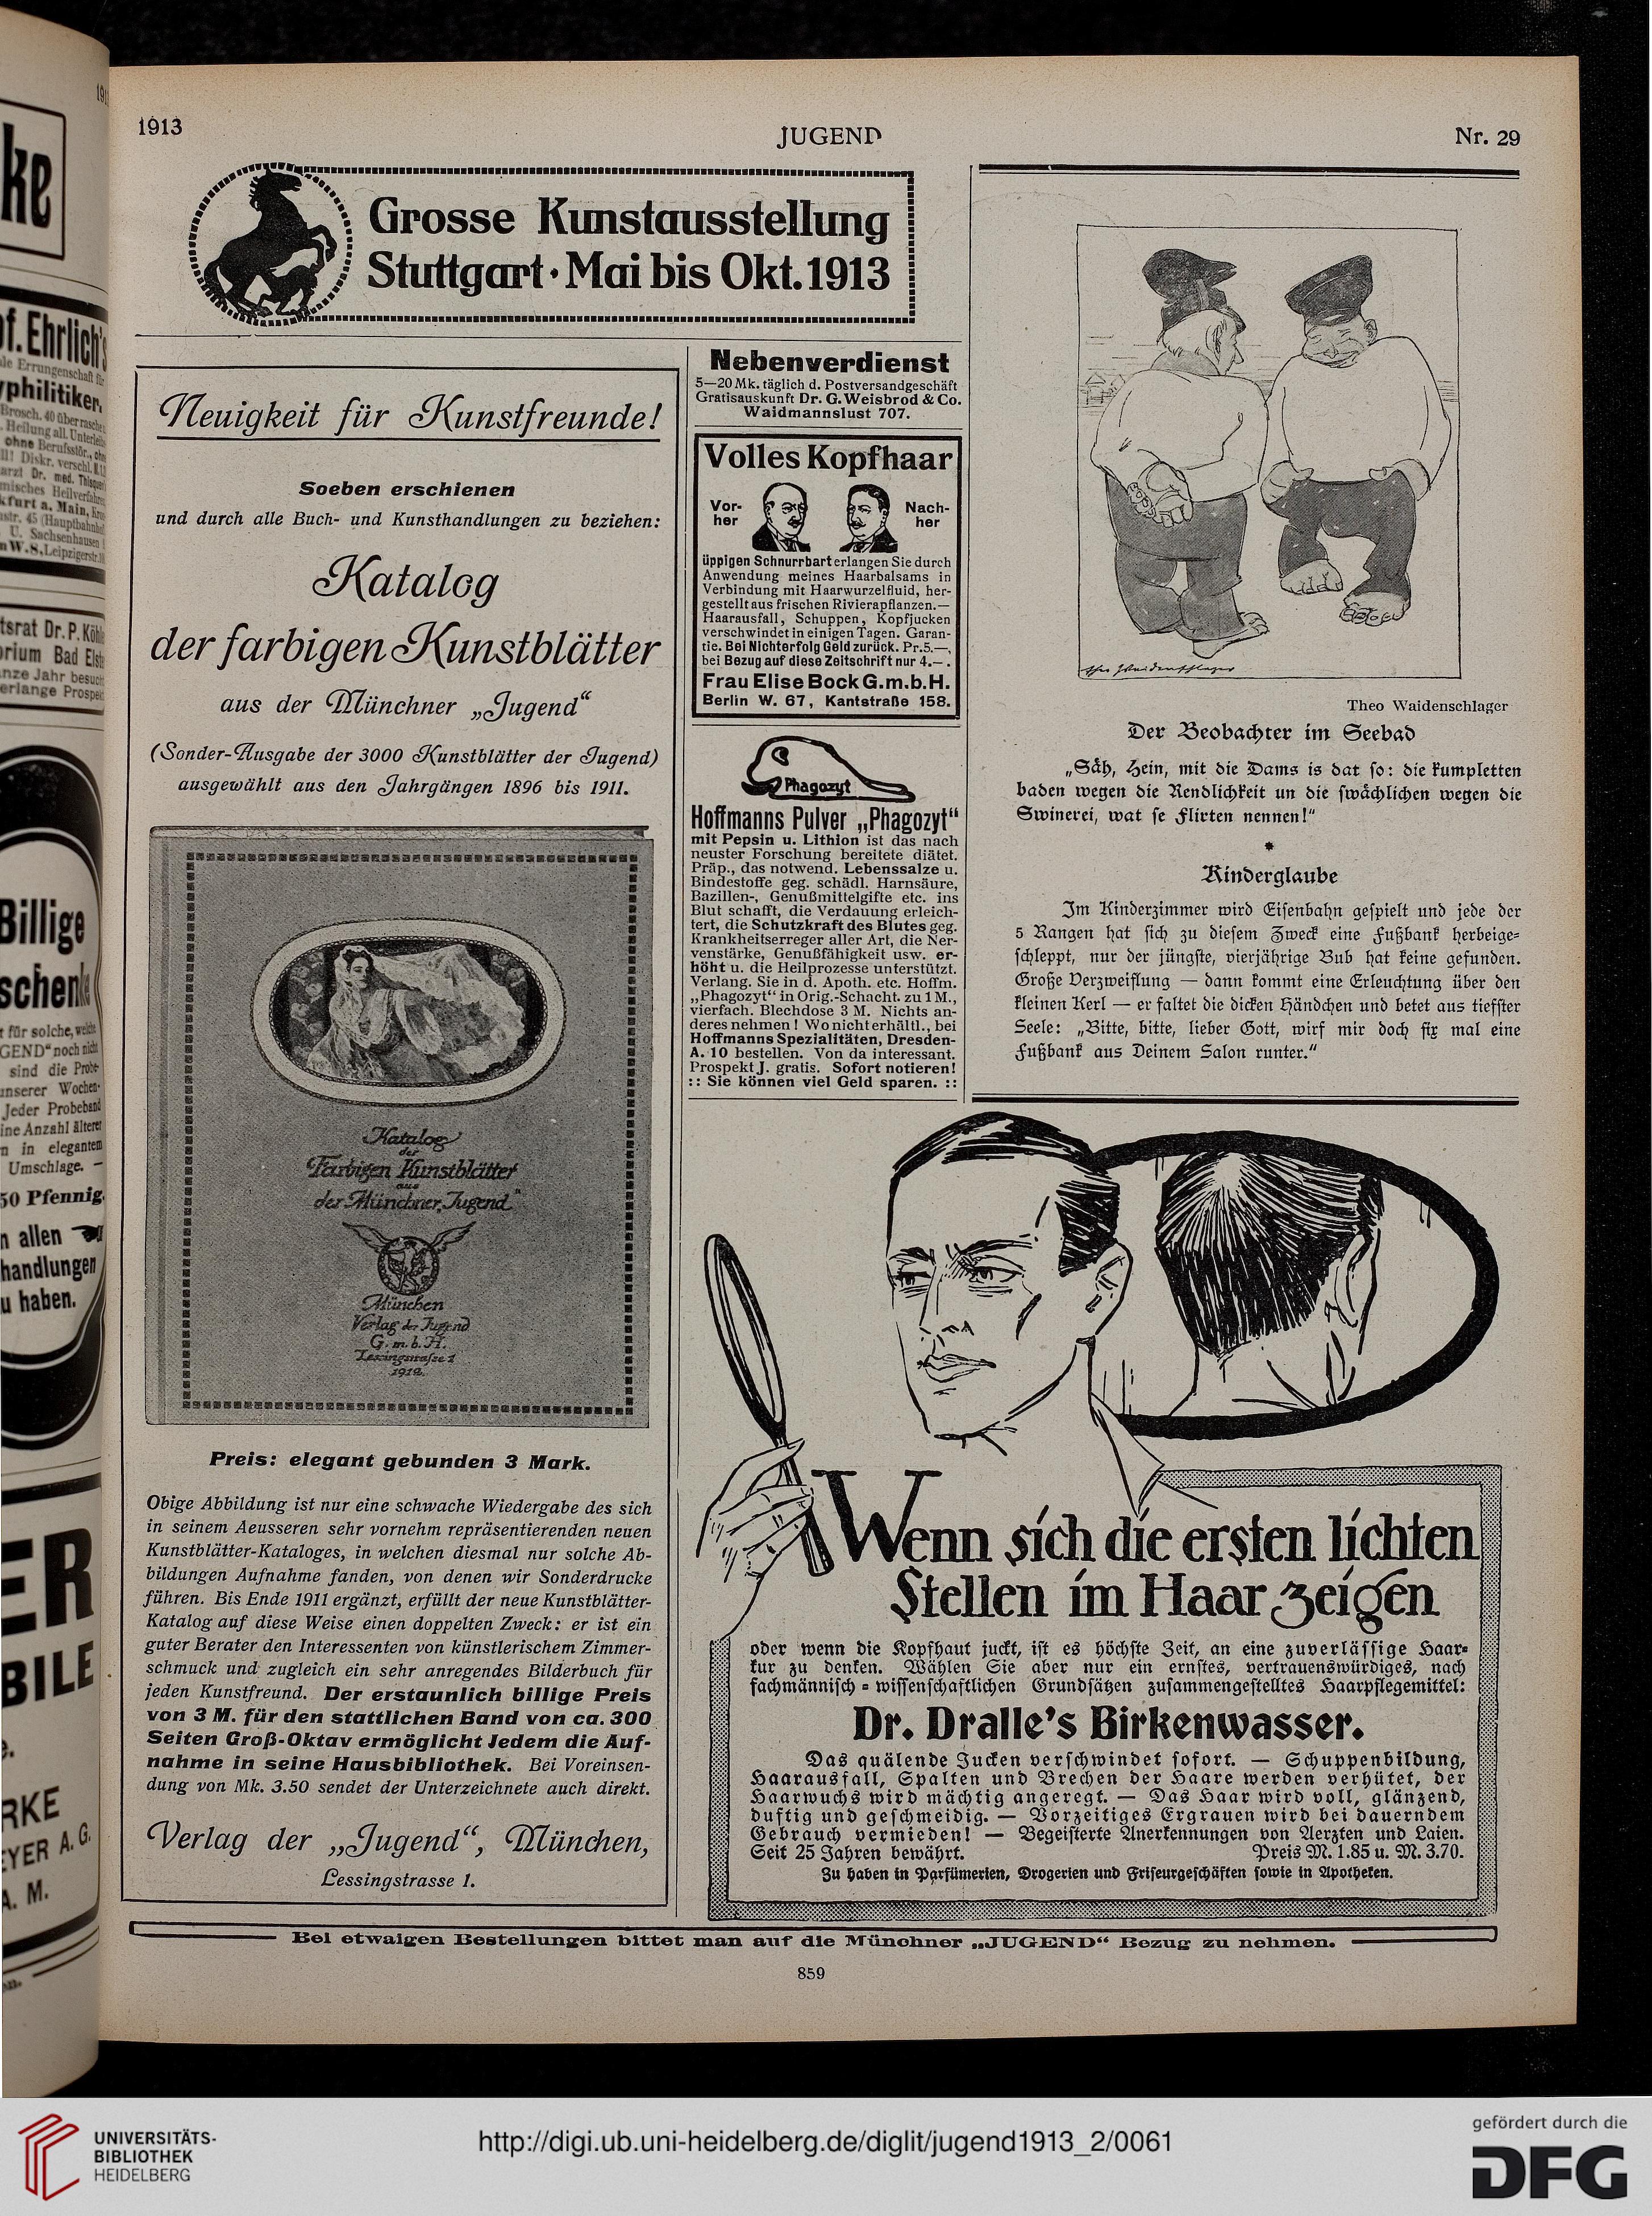 1913
JUGEND
Nr. 29
Grosse Kunstausstellung
Stuttgart · Mai bis Okt. 1913
Neuigkeit für Kunstfreunde!
Soeben erschienen
und durch alle Buch- und Kunsthandlungen zu beziehen:
Katalog
der farbigen Kunstblätter
aus der Münchner „Jugend“
(Sonder-Ausgabe der 3000 Kunstblätter der Jugend)
ausgewählt aus den Jahrgängen 1896 bis 1911.
Katalog
der
Farbigen Kunstblätter
aus
der Münchner „Jugend“
München
Verlag der Jugend
G. m. b. H.
Lessingstraſse 1
1912.
Preis: elegant gebunden 3 Mark.
Obige Abbildung ist nur eine schwache Wiedergabe des sich
in seinem Aeusseren sehr vornehm repräsentierenden neuen
Kunstblätter-Kataloges, in welchen diesmal nur solche Ab-
bildungen Aufnahme fanden, von denen wir Sonderdrucke
führen. Bis Ende 1911 ergänzt, erfüllt der neue Kunstblätter-
Katalog auf diese Weise einen doppelten Zweck: er ist ein
guter Berater den Interessenten von künstlerischem Zimmer-
schmuck und zugleich ein sehr anregendes Bilderbuch für
jeden Kunstfreund. Der erstaunlich billige Preis
von 3 M. für den stattlichen Band von ca. 300
Seiten Groß-Oktav ermöglicht Jedem die Auf-
nahme in seine Hausbibliothek. Bei Voreinsen-
dung von Mk. 3.50 sendet der Unterzeichnete auch direkt.
Verlag der „Jugend“, München,
Lessingstrasse 1.
Nebenverdienst
5—20 Mk. täglich d. Postversandgeschäft
Gratisauskunft Dr. G. Weisbrod & Co.
Waidmannslust 707.
Volles Kopfhaar
Vor-
her
Nach-
her
üppigen Schnurrbart erlangen Sie durch
Anwendung meines Haarbalsams in
Verbindung mit Haarwurzelfluid, her-
gestellt aus frischen Rivierapflanzen.—
Haarausfall, Schuppen, Kopfjucken
verschwindet in einigen Tagen. Garan-
tie. Bei Nichterfolg Geld zurück. Pr.5.—,
bei Bezug auf diese Zeitschrift nur 4.—.
Frau Elise Bock G.m.b.H.
Berlin W. 67, Kantstraße 158.
Phagozyt
Hoffmanns Pulver „Phagozyt“
mit Pepsin u. Lithion ist das nach
neuster Forschung bereitete diätet.
Präp., das notwend. Lebenssalze u.
Bindestoffe geg. schädl. Harnsäure,
Bazillen-, Genußmittelgifte etc. ins
Blut schafft, die Verdauung erleich-
tert, die Schutzkraft des Blutes geg.
Krankheitserreger aller Art, die Ner-
venstärke, Genußfähigkeit usw. er-
höht u. die Heilprozesse unterstützt.
Verlang. Sie in d. Apoth. etc. Hoffm.
„Phagozyt“ in Orig.-Schacht. zu 1 M.,
vierfach. Blechdose 3 M. Nichts an-
deres nehmen! Wo nicht erhältl., bei
Hoffmanns Spezialitäten, Dresden-
A. 10 bestellen. Von da interessant.
Prospekt J. gratis. Sofort notieren!
:: Sie können viel Geld sparen. ::
Theo Waidenschlager
Theo Waidenschlager
Der Beobachter im Seebad
„Säh, Hein, mit die Dams is dat so: die kumpletten
baden wegen die Rendlichkeit un die swächlichen wegen die
Swinerei, wat se Flirten nennen!“
*
Kinderglaube
Im Kinderzimmer wird Eisenbahn gespielt und jede der
5 Rangen hat sich zu diesem Zweck eine Fußbank herbeige-
schleppt, nur der jüngste, vierjährige Bub hat keine gefunden.
Große Verzweiflung — dann kommt eine Erleuchtung über den
kleinen Kerl — er faltet die dicken Händchen und betet aus tiefster
Seele: „Bitte, bitte, lieber Gott, wirf mir doch fix mal eine
Fußbank aus Deinem Salon runter.“
Wenn sich die ersten lichten
Stellen im Haar zeigen
oder wenn die Kopfhaut juckt, ist es höchste Zeit, an eine zuverlässige Haar-
kur zu denken. Wählen Sie aber nur ein ernstes, vertrauenswürdiges, nach
fachmännisch-wissenschaftlichen Grundsätzen zusammengestelltes Haarpflegemittel:
Dr. Dralle's Birkenwasser.
Das quälende Jucken verschwindet sofort. — Schuppenbildung,
Haarausfall, Spalten und Brechen der Haare werden verhütet, der
Haarwuchs wird mächtig angeregt. — Das Haar wird voll, glänzend,
duftig und geschmeidig. — Vorzeitiges Ergrauen wird bei dauerndem
Gebrauch vermieden! — Begeisterte Anerkennungen von Aerzten und Laien.
Seit 25 Jahren bewährt. Preis M. 1.85 u. M. 3.70.
Zu haben in Parfümerien, Drogerien und Friseurgeschäften sowie in Apotheken.
Bei etwaigen Bestellungen bittet man auf die Münchner „JUGEND“ Bezug zu nehmen.
859
UNIVERSITÄTS-
BIBLIOTHEK
HEIDELBERG
http://digi.ub.uni-heidelberg.de/diglit/jugend1913_2/0061
gefördert durch die
DFG